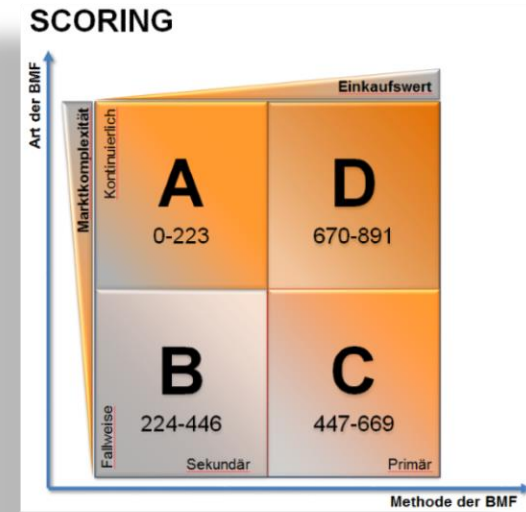 SCORING
Art der BMF
Einkaufswert
Marktkomplexität
Kontinuierlich
A
0-223
D
670-891
B
224-446
C
447-669
Fallweise
Sekundär
Primär
Methode der BMF